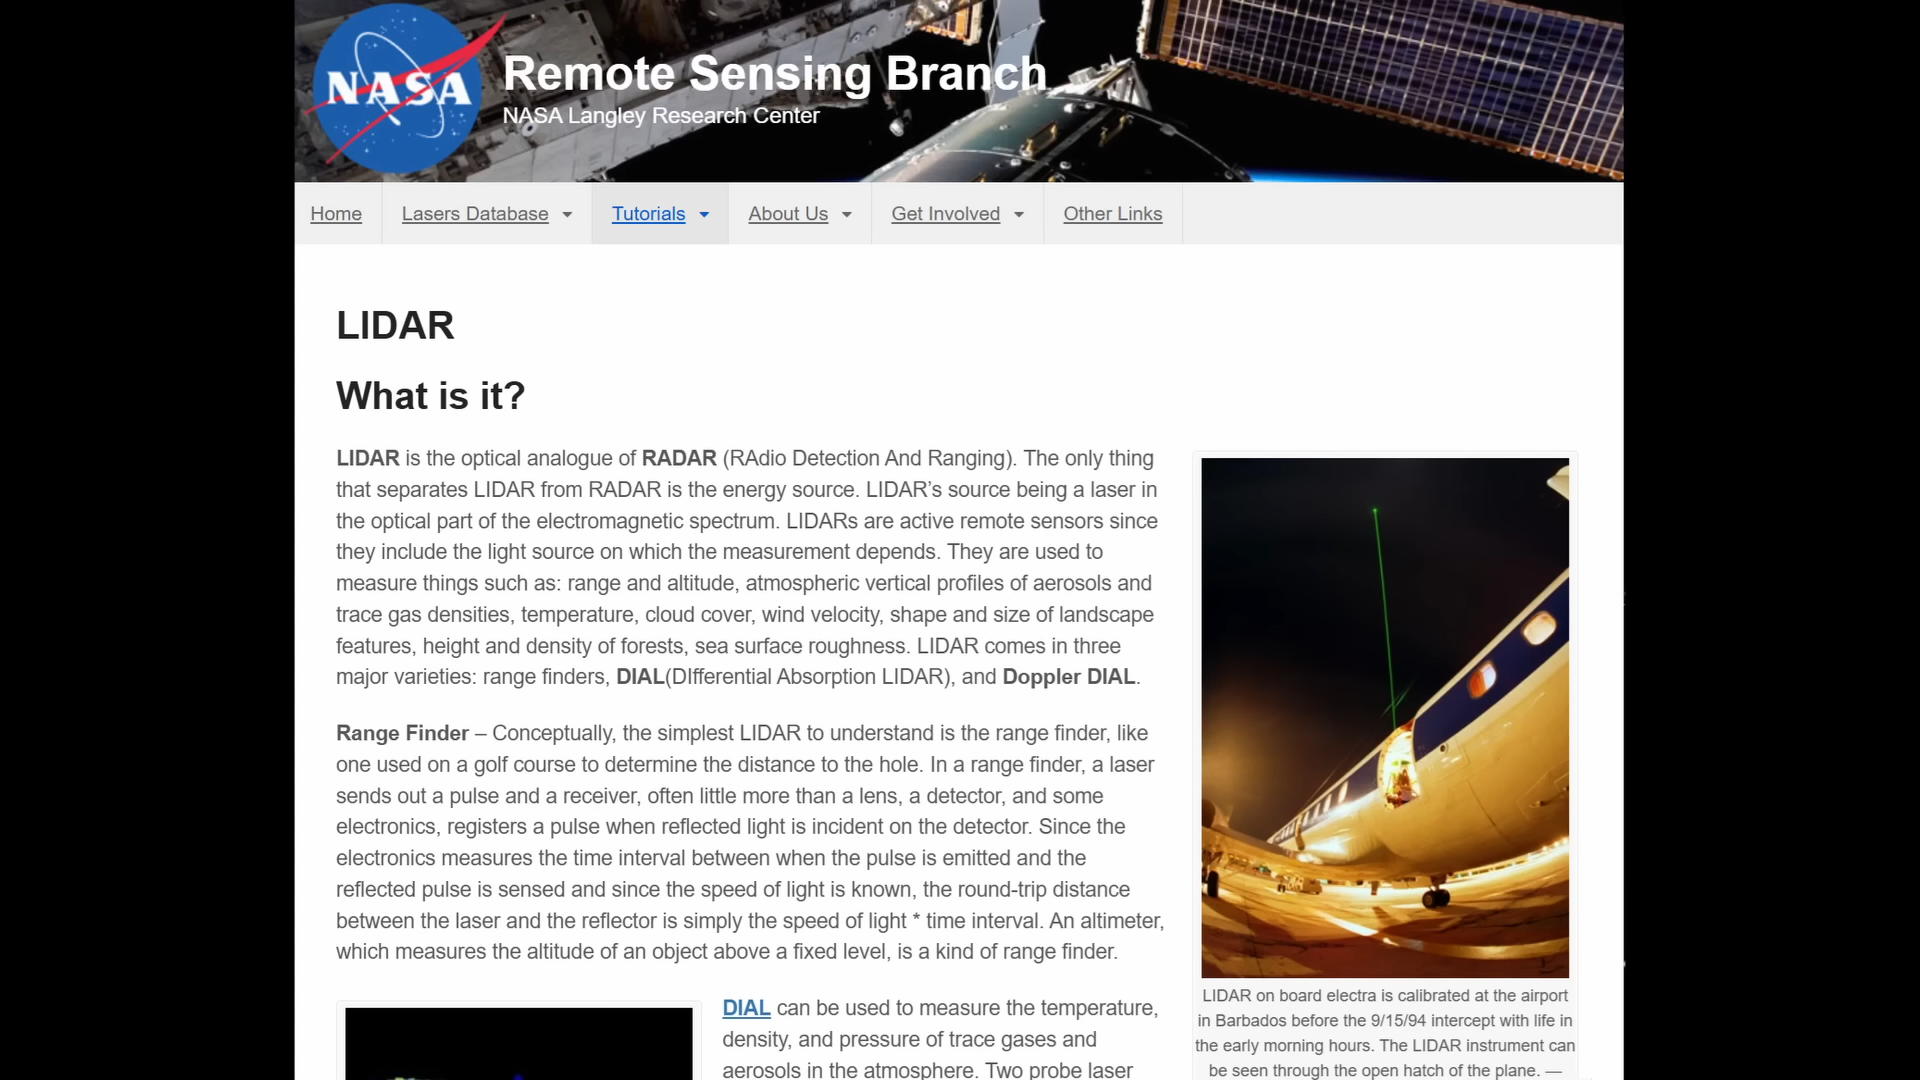 NASA
Remote Sensing Branch
NASA Langley Research Center
Home
Lasers Database
Tutorials
About Us
Get Involved
Other Links
LIDAR
What is it?
LIDAR is the optical analogue of RADAR (RAdio Detection And Ranging). The only thing
that separates LIDAR from RADAR is the energy source. LIDAR’s source being a laser in
the optical part of the electromagnetic spectrum. LIDARs are active remote sensors since
they include the light source on which the measurement depends. They are used to
measure things such as: range and altitude, atmospheric vertical profiles of aerosols and
trace gas densities, temperature, cloud cover, wind velocity, shape and size of landscape
features, height and density of forests, sea surface roughness. LIDAR comes in three
major varieties: range finders, DIAL(DIfferential Absorption LIDAR), and Doppler DIAL.
Range Finder – Conceptually, the simplest LIDAR to understand is the range finder, like
one used on a golf course to determine the distance to the hole. In a range finder, a laser
sends out a pulse and a receiver, often little more than a lens, a detector, and some
electronics, registers a pulse when reflected light is incident on the detector. Since the
electronics measures the time interval between when the pulse is emitted and the
reflected pulse is sensed and since the speed of light is known, the round-trip distance
between the laser and the reflector is simply the speed of light * time interval. An altimeter,
which measures the altitude of an object above a fixed level, is a kind of range finder.
DIAL can be used to measure the temperature,
density, and pressure of trace gases and
aerosols in the atmosphere. Two probe laser
LIDAR on board electra is calibrated at the airport
in Barbados before the 9/15/94 intercept with life in
the early morning hours. The LIDAR instrument can
be seen through the open hatch of the plane. —